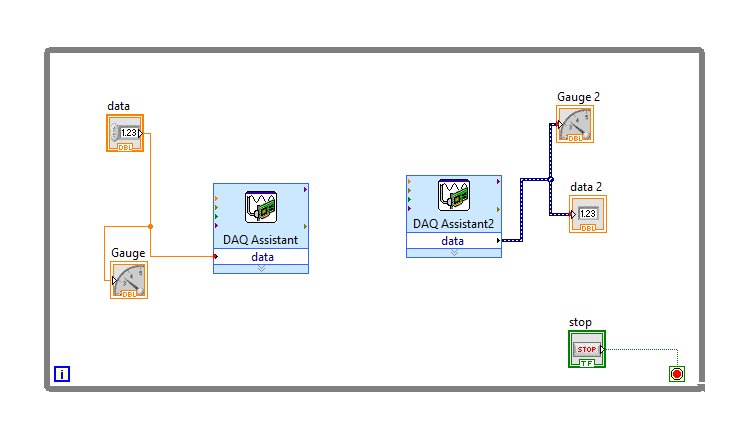 data
1.23
DBL
Gauge
DBL
DAQ Assistant
data
DAQ Assistant2
data
Gauge 2
DBL
data 2
1.23
DBL
stop
STOP
TF
i